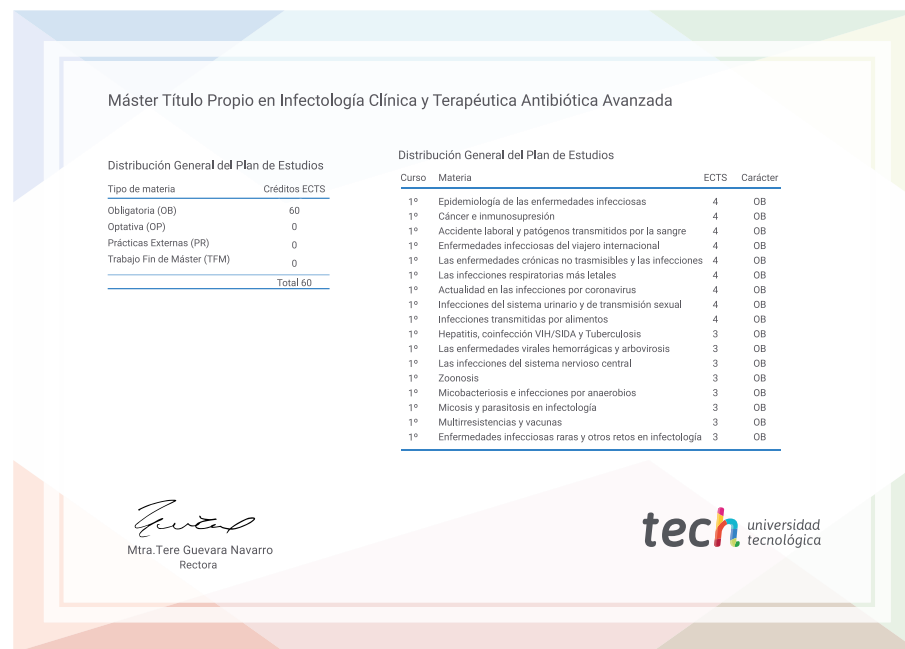 Máster Título Propio en Infectología Clínica y Terapéutica Antibiótica Avanzada
Distribución General del Plan de Estudios
Tipo de materia Créditos ECTS
Obligatoria (OB) 60
Optativa (OP) 0
Prácticas Externas (PR) 0
Trabajo Fin de Máster (TFM) 0
Total 60
Distribución General del Plan de Estudios
Curso Materia ECTS Carácter
1º Epidemiología de las enfermedades infecciosas 4 OB
1º Cáncer e inmunosupresión 4 OB
1º Accidente laboral y patógenos transmitidos por la sangre 4 OB
1º Enfermedades infecciosas del viajero internacional 4 OB
1º Las enfermedades crónicas no trasmisibles y las infecciones 4 OB
1º Las infecciones respiratorias más letales 4 OB
1º Actualidad en las infecciones por coronavirus 4 OB
1º Infecciones del sistema urinario y de transmisión sexual 4 OB
1º Infecciones transmitidas por alimentos 4 OB
1º Hepatitis, coinfección VIH/SIDA y Tuberculosis 3 OB
1º Las enfermedades virales hemorrágicas y arbovirosis 3 OB
1º Las infecciones del sistema nervioso central 3 OB
1º Zoonosis 3 OB
1º Micobacteriosis e infecciones por anaerobios 3 OB
1º Micosis y parasitosis en infectología 3 OB
1º Multirresistencias y vacunas 3 OB
1º Enfermedades infecciosas raras y otros retos en infectología 3 OB
Mtra.Tere Guevara Navarro
Rectora
tech universidad
tecnológica